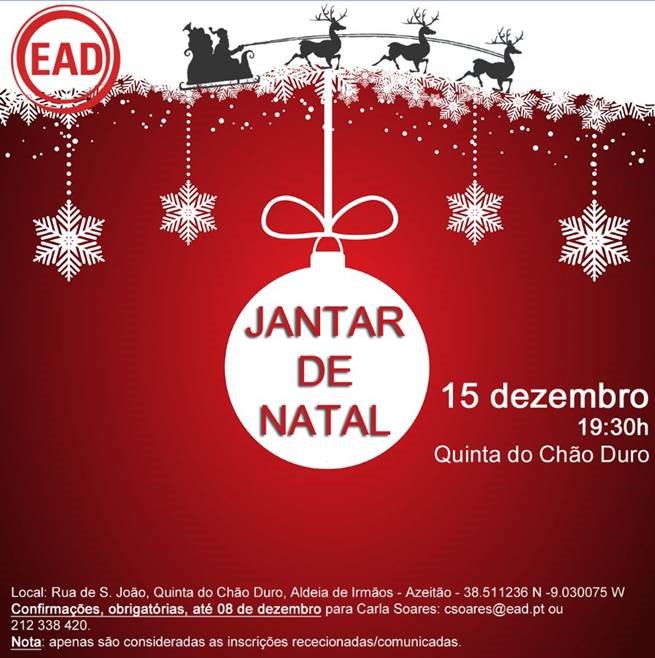 EAD
JANTAR
DE
NATAL
15 dezembro
19:30h
Quinta do Chão Duro
Local: Rua de S. João, Quinta do Chão Duro, Aldeia de Irmãos - Azeitão - 38.511236 N -9.030075 W
Confirmações, obrigatórias, até 08 de dezembro para Carla Soares: csoares@ead.pt ou
212 338 420.
Nota: apenas são consideradas as inscrições rececionadas/comunicadas.